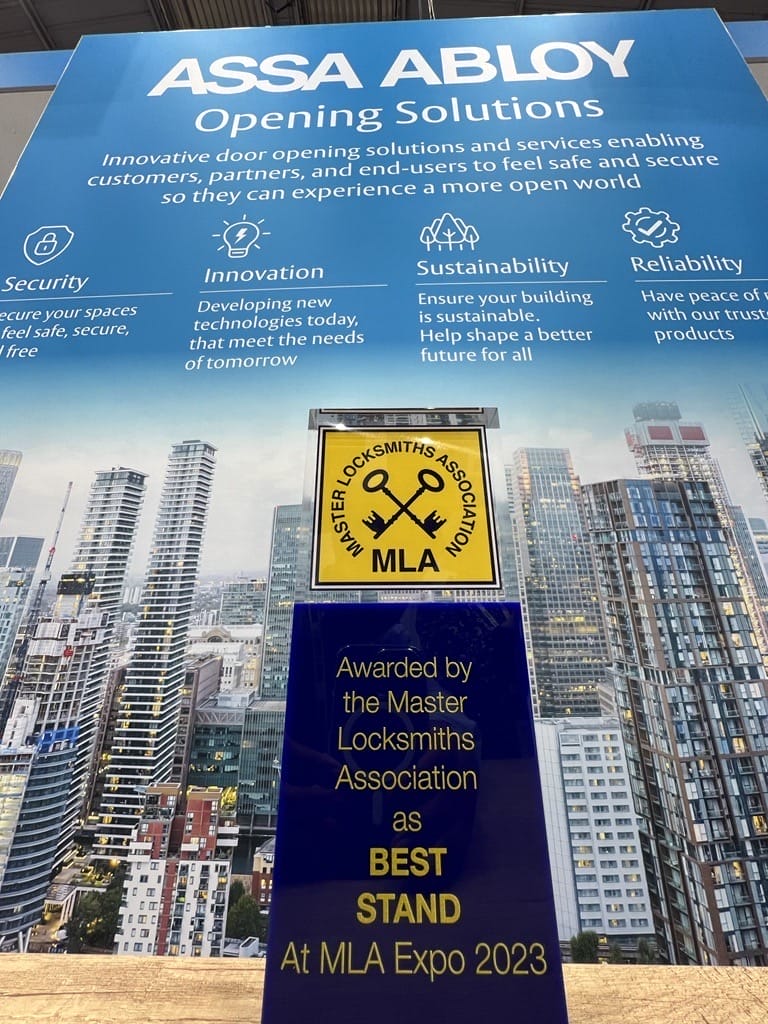 ASSA ABLOY
Opening Solutions
Innovative door opening solutions and services enabling
customers, partners, and end-users to feel safe and secure
so they can experience a more open world
Security
ecure your spaces
feel safe, secure,
free
Innovation
Developing new
technologies today,
that meet the needs
of tomorrow
Sustainability
Ensure your building
is sustainable.
Help shape a better
future for all
Reliability
Have peace of
with our trust
products
MASTER LOCKSMITHS ASSOCIATION
MLA
Awarded by
the Master
Locksmiths
Association
as
BEST
STAND
At MLA Expo 2023